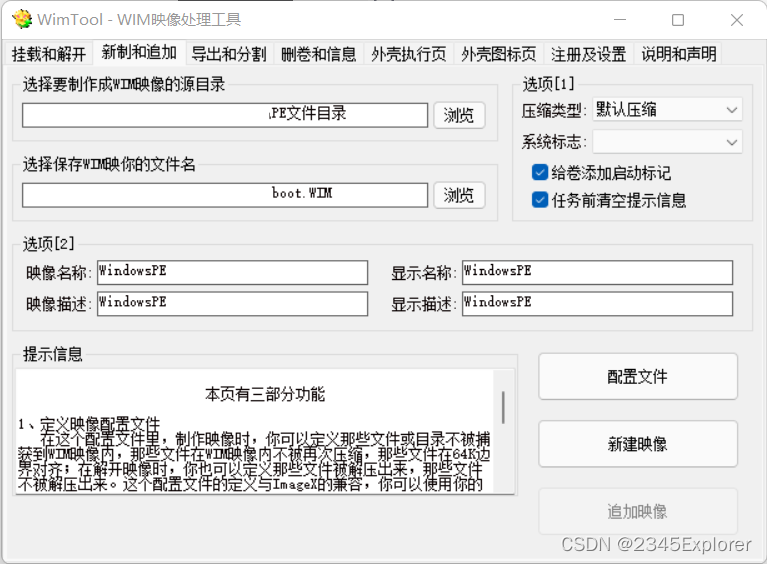 WimTool - WIM映像处理工具
挂载和解开 新制和追加 导出和分割 删卷和信息 外壳执行页 外壳图标页 注册及设置 说明和声明
选择要制作成WIM映像的源目录
\PE文件目录 浏览
选择保存WIM映你的文件名
boot.WIM 浏览
选项[1]
压缩类型: 默认压缩
系统标志:
给卷添加启动标记
任务前清空提示信息
选项[2]
映像名称: WindowsPE 显示名称: WindowsPE
映像描述: WindowsPE 显示描述: WindowsPE
提示信息
本页有三部分功能
1、定义映像配置文件
在这个配置文件里，制作映像时，你可以定义那些文件或目录不被捕
获到WIM映像内，那些文件在WIM映像内不被再次压缩，那些文件在64K边
界对齐；在解开映像时，你也可以定义那些文件被解压出来，那些文件
不被解压出来。这个配置文件的定义与ImageX的兼容，你可以使用你的
配置文件
新建映像
追加映像
CSDN @2345Explorer